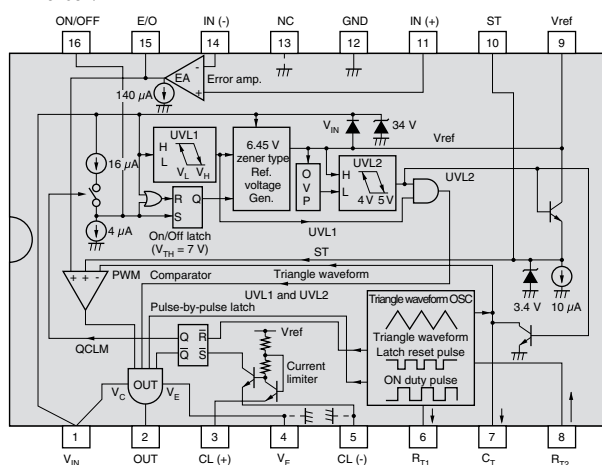 ON/OFF E/O IN (-) NC GND IN (+) ST Vref
16 15 14 13 12 11 10 9
EA
Error amp.
140 µA
VIN
34 V
Vref
UVL1
H
L
VL VH
6.45 V
zener type
Ref.
voltage
Gen.
O
V
P
UVL2
H
L
4 V 5 V
UVL2
16 µA
R
S
Q
4 µA
On/Off latch
(VTH = 7 V)
UVL1
ST
PWM Comparator
Triangle waveform
+ + -
UVL1 and UVL2
3.4 V
10 µA
Pulse-by-pulse latch
Triangle waveform OSC
Triangle waveform
Latch reset pulse
ON duty pulse
QCLM
Q R
Q S
Vref
Current
limiter
OUT
VC
VE
1 2 3 4 5 6 7 8
VIN OUT CL (+) VE CL (-) RT1 CT RT2